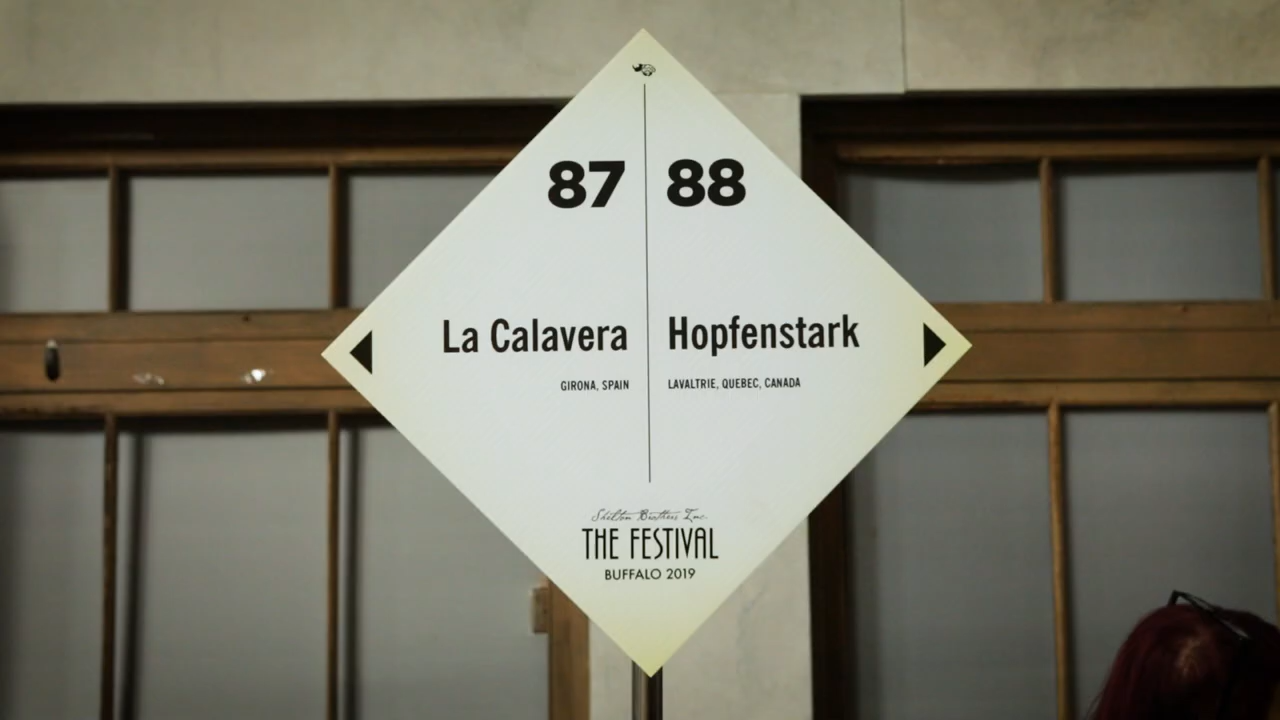 87
La Calavera
GIRONA, SPAIN
88
Hopfenstark
LAVALTRIE, QUEBEC, CANADA
Shelton Brothers Inc.
THE FESTIVAL
BUFFALO 2019